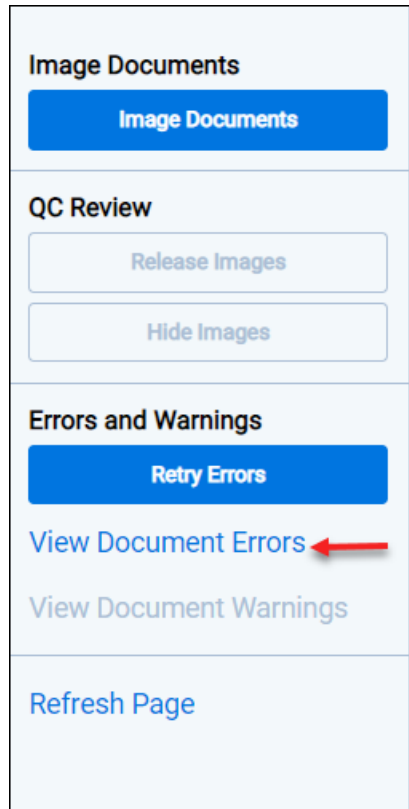 Image Documents
Image Documents
QC Review
Release Images
Hide Images
Errors and Warnings
Retry Errors
View Document Errors
View Document Warnings
Refresh Page